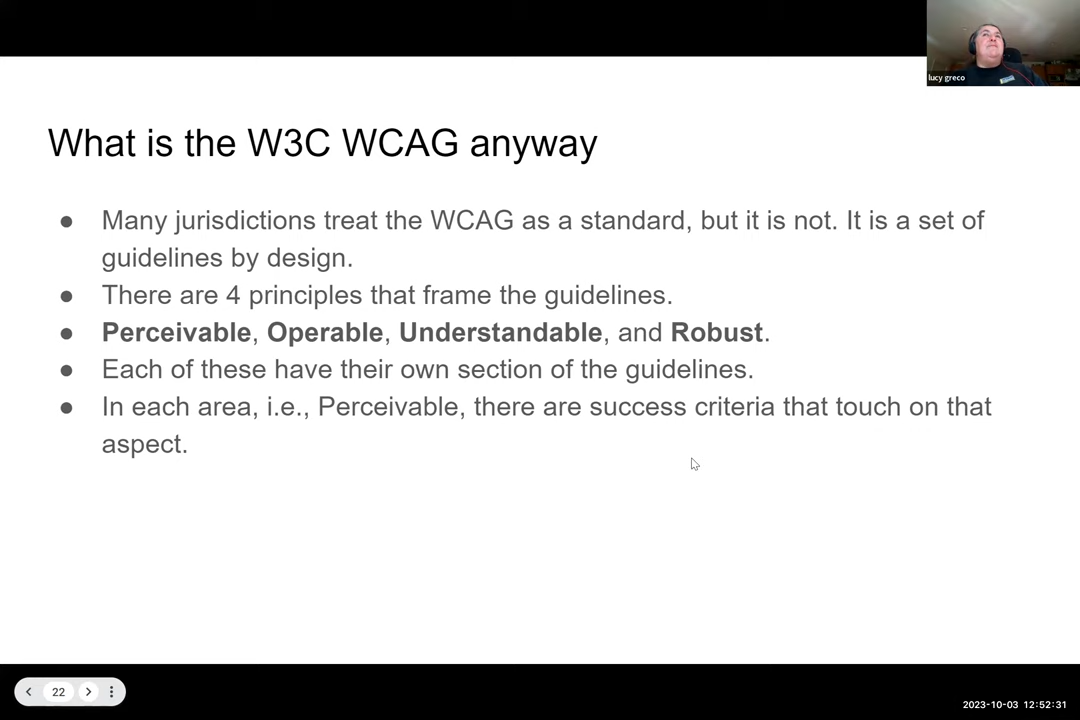 lucy greco
What is the W3C WCAG anyway
● Many jurisdictions treat the WCAG as a standard, but it is not. It is a set of
guidelines by design.
● There are 4 principles that frame the guidelines.
● Perceivable, Operable, Understandable, and Robust.
● Each of these have their own section of the guidelines.
● In each area, i.e., Perceivable, there are success criteria that touch on that
aspect.
22
2023-10-03 12:52:31